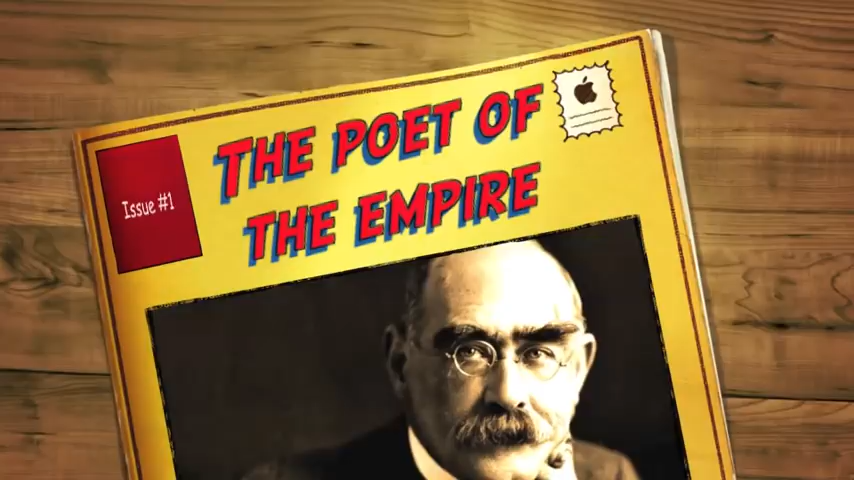 Issue #1
THE POET OF
THE EMPIRE